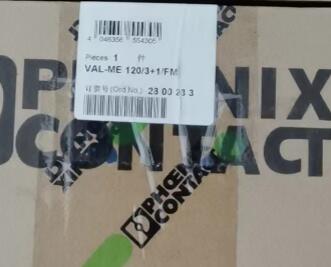 4 046356 554305
Pieces 1 件
VAL-ME 120/3+1/FM
订货号(Ord.No.) 28 00 23 3
PHOENIX
CONTACT
PHOENIX
CONTACT